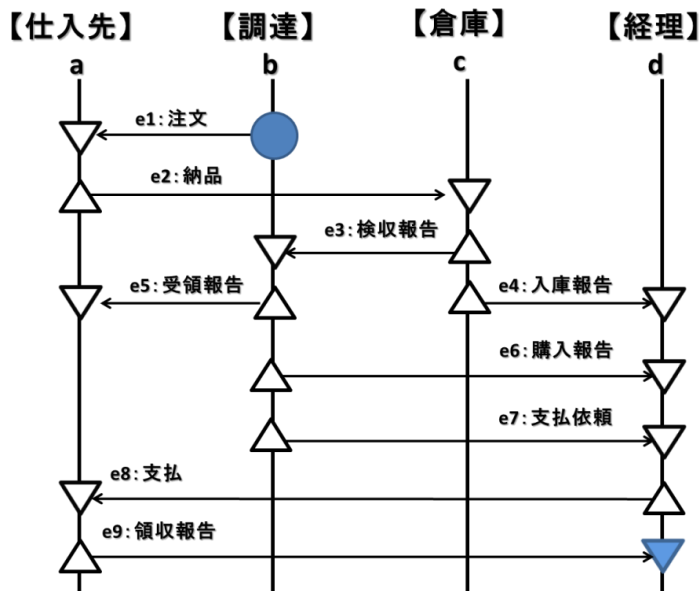 【仕入先】 【調達】 【倉庫】 【経理】
a b c d
e1:注文
e2:納品
e3:検収報告
e5:受領報告 e4:入庫報告
e6:購入報告
e7:支払依頼
e8:支払
e9:領収報告